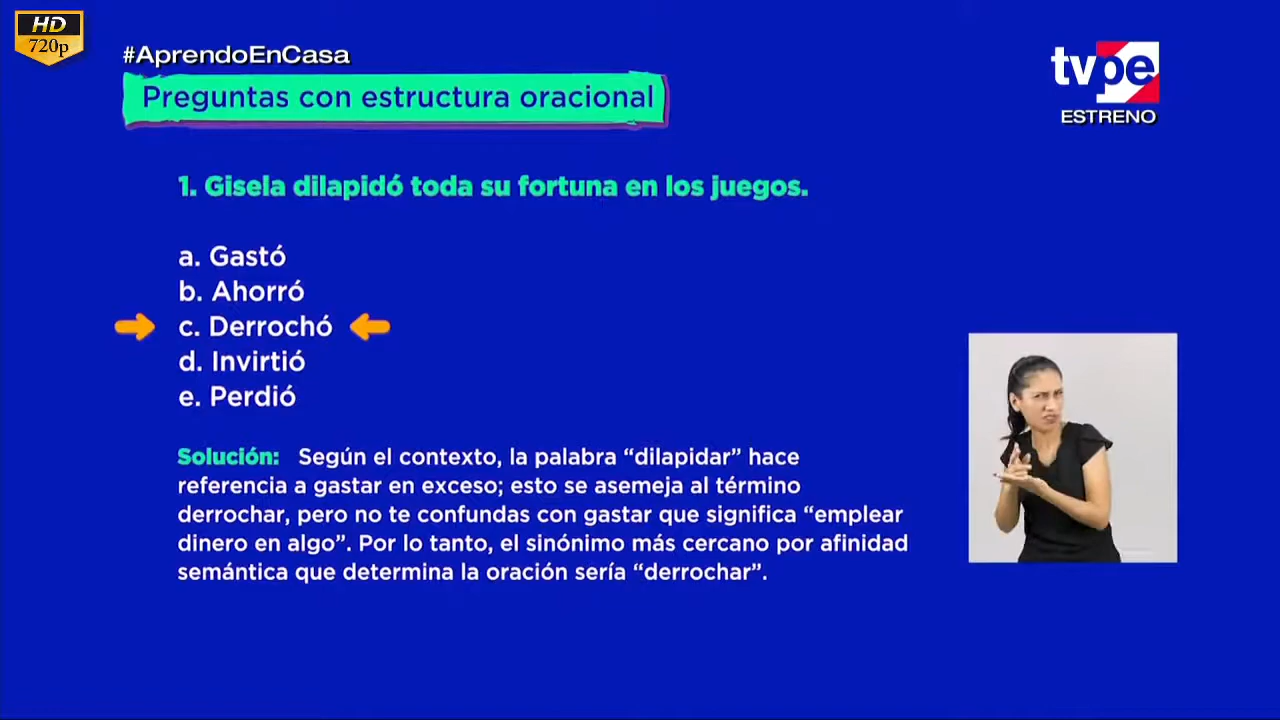 HD
720p
#AprendoEnCasa
tvpe
ESTRENO
Preguntas con estructura oracional
1. Gisela dilapidó toda su fortuna en los juegos.
a. Gastó
b. Ahorró
c. Derrochó
d. Invirtió
e. Perdió
Solución: Según el contexto, la palabra “dilapidar” hace
referencia a gastar en exceso; esto se asemeja al término
derrochar, pero no te confundas con gastar que significa “emplear
dinero en algo”. Por lo tanto, el sinónimo más cercano por afinidad
semántica que determina la oración sería “derrochar”.